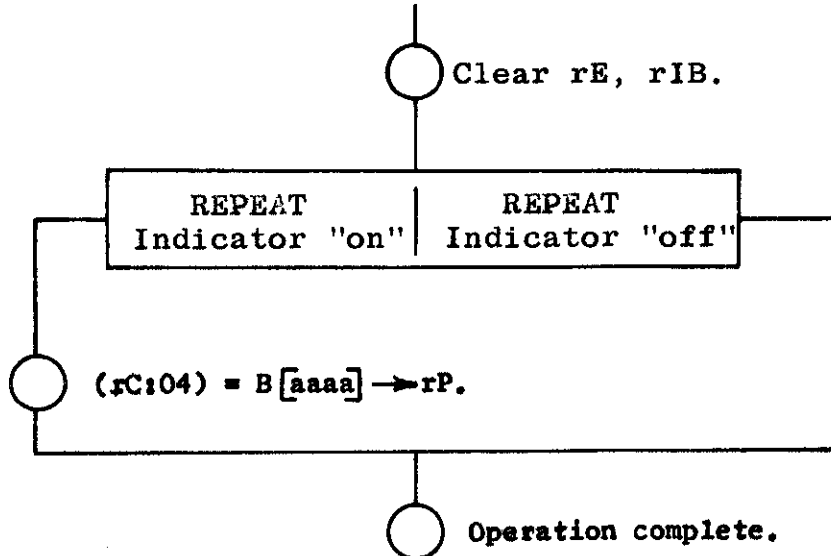 Clear rE, rIB.
REPEAT
Indicator "on"
REPEAT
Indicator "off"
(rC:04) = B[aaaa] → rP.
Operation complete.